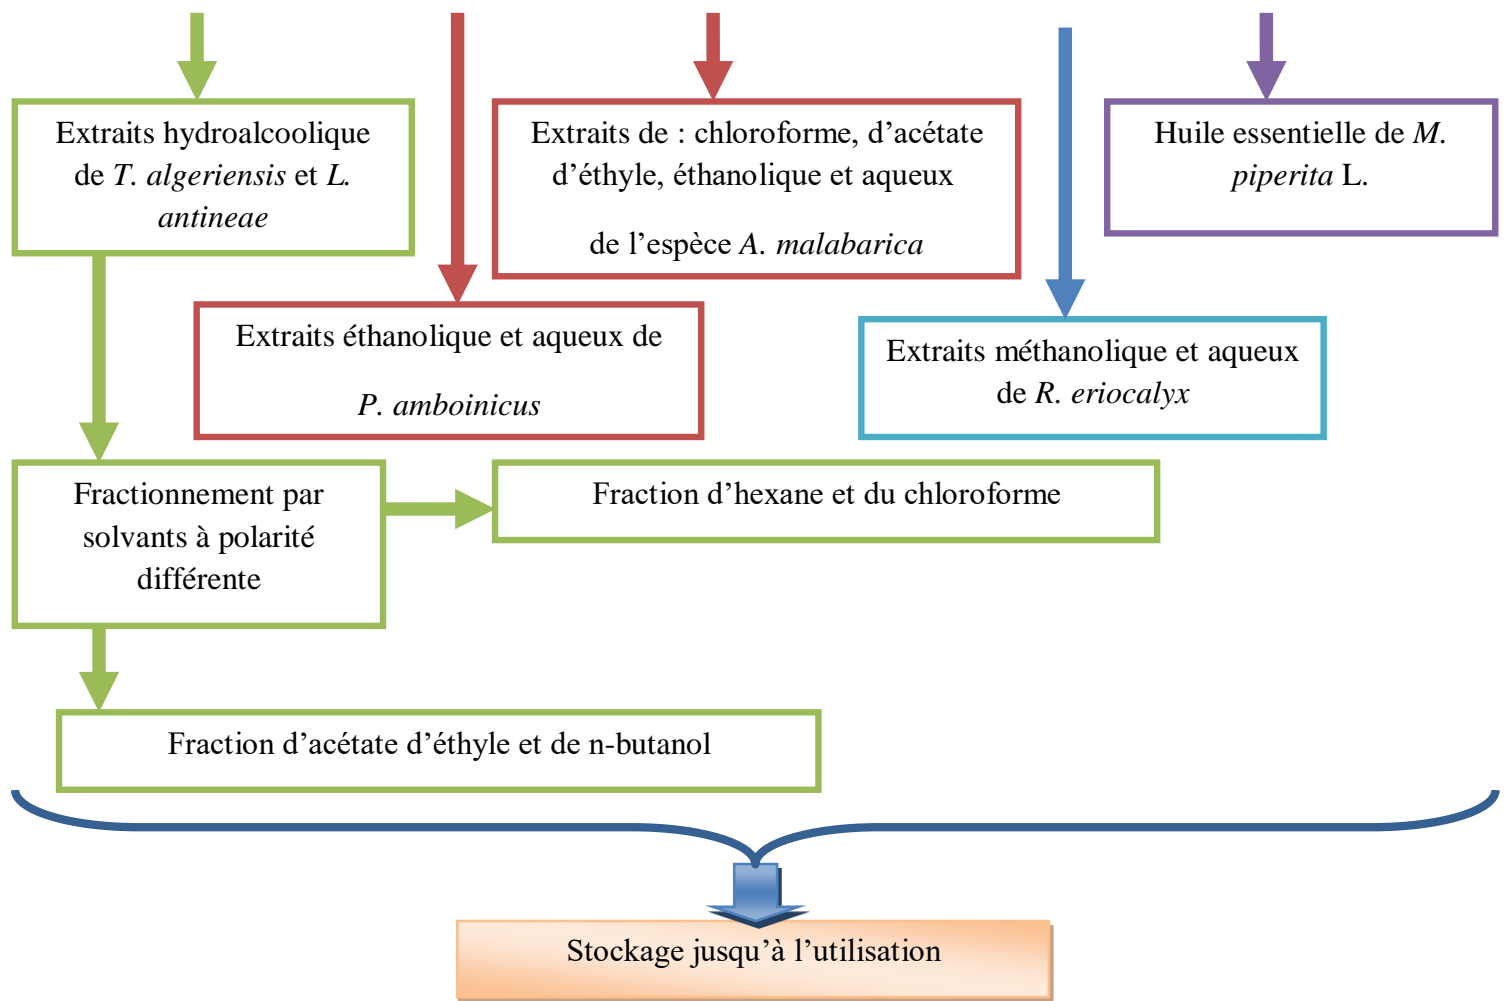 Extraits hydroalcoolique
de T. algeriensis et L.
antineae
Extraits de : chloroforme, d’acétate
d’éthyle, éthanolique et aqueux
de l’espèce A. malabarica
Huile essentielle de M.
piperita L.
Extraits éthanolique et aqueux de
P. amboinicus
Extraits méthanolique et aqueux
de R. eriocalyx
Fractionnement par
solvants à polarité
différente
Fraction d’hexane et du chloroforme
Fraction d’acétate d’éthyle et de n-butanol
Stockage jusqu’à l’utilisation